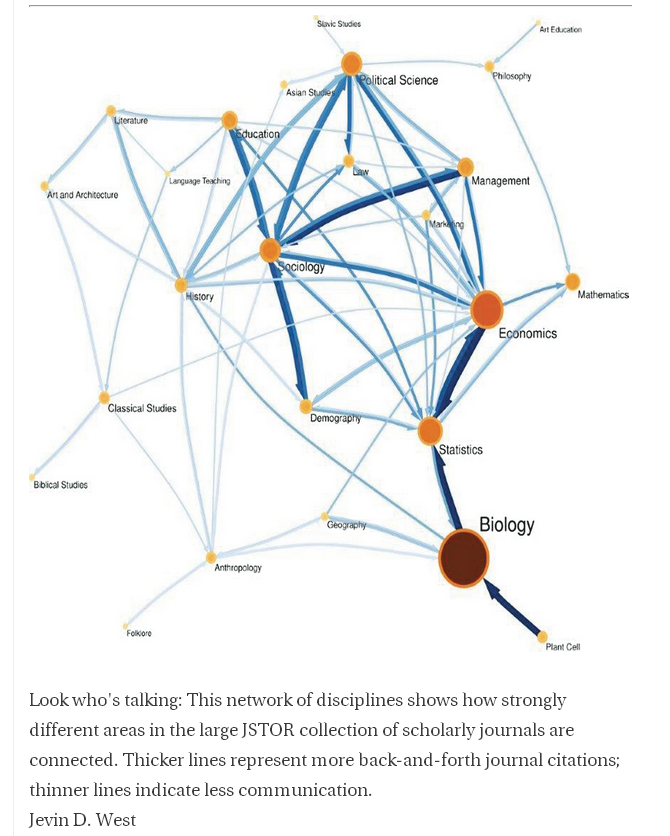 Slavic Studies
Art Education
Political Science
Philosophy
Asian Studies
Literature
Education
Law
Language Teaching
Management
Art and Architecture
Marketing
Sociology
History
Mathematics
Economics
Classical Studies
Demography
Statistics
Biblical Studies
Geography
Biology
Anthropology
Folklore
Plant Cell
Look who's talking: This network of disciplines shows how strongly
different areas in the large JSTOR collection of scholarly journals are
connected. Thicker lines represent more back-and-forth journal citations;
thinner lines indicate less communication.
Jevin D. West